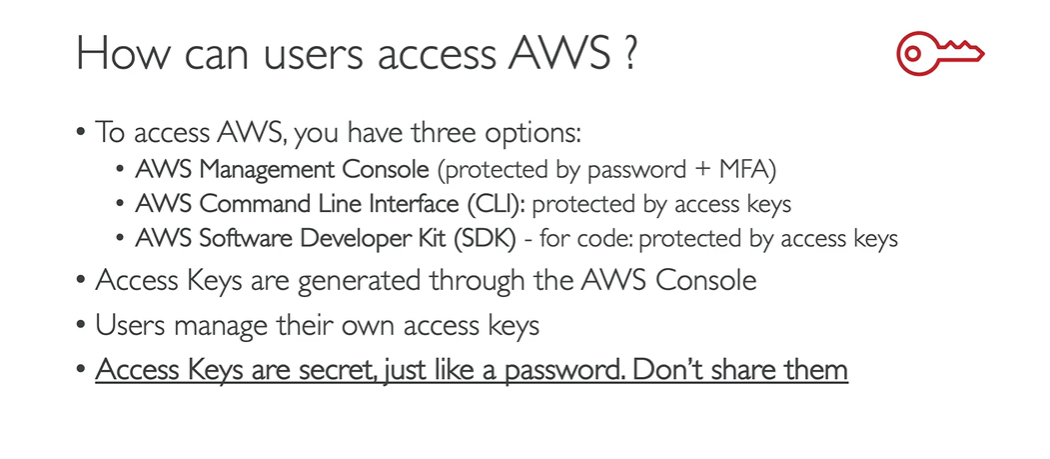 How can users access AWS ?
• To access AWS, you have three options:
• AWS Management Console (protected by password + MFA)
• AWS Command Line Interface (CLI): protected by access keys
• AWS Software Developer Kit (SDK) - for code: protected by access keys
• Access Keys are generated through the AWS Console
• Users manage their own access keys
• Access Keys are secret, just like a password. Don’t share them